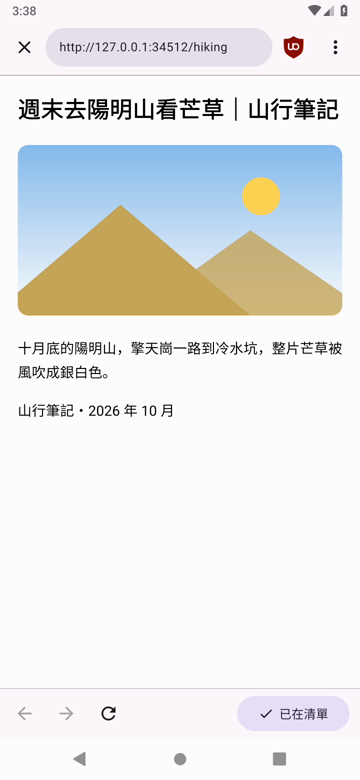 3:38
http://127.0.0.1:34512/hiking
週末去陽明山看芒草｜山行筆記
十月底的陽明山，擎天崗一路到冷水坑，整片芒草被
風吹成銀白色。
山行筆記・2026 年 10 月
已在清單